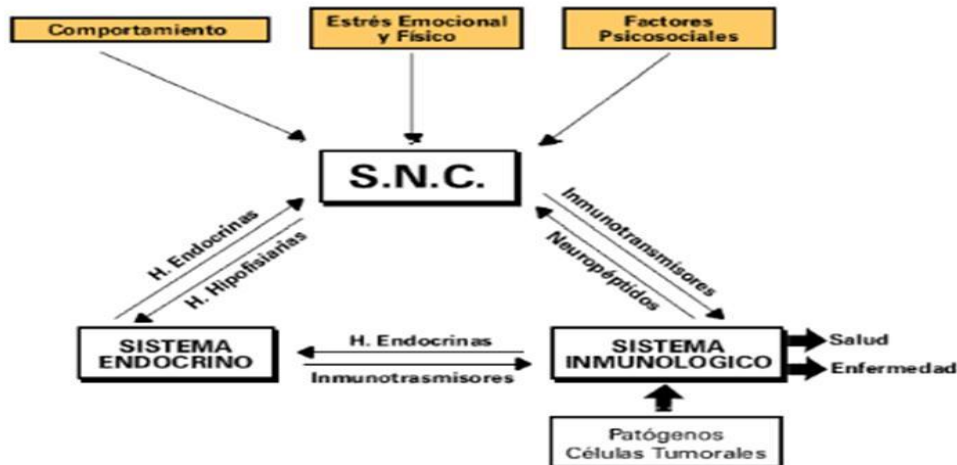 Comportamiento
Estrés Emocional
y Físico
Factores
Psicosociales
S.N.C.
H. Endocrinas
H. Hipofisiarias
Inmunotransmisores
Neuropéptidos
SISTEMA
ENDOCRINO
H. Endocrinas
Inmunotrasmisores
SISTEMA
INMUNOLOGICO
Salud
Enfermedad
Patógenos
Células Tumorales